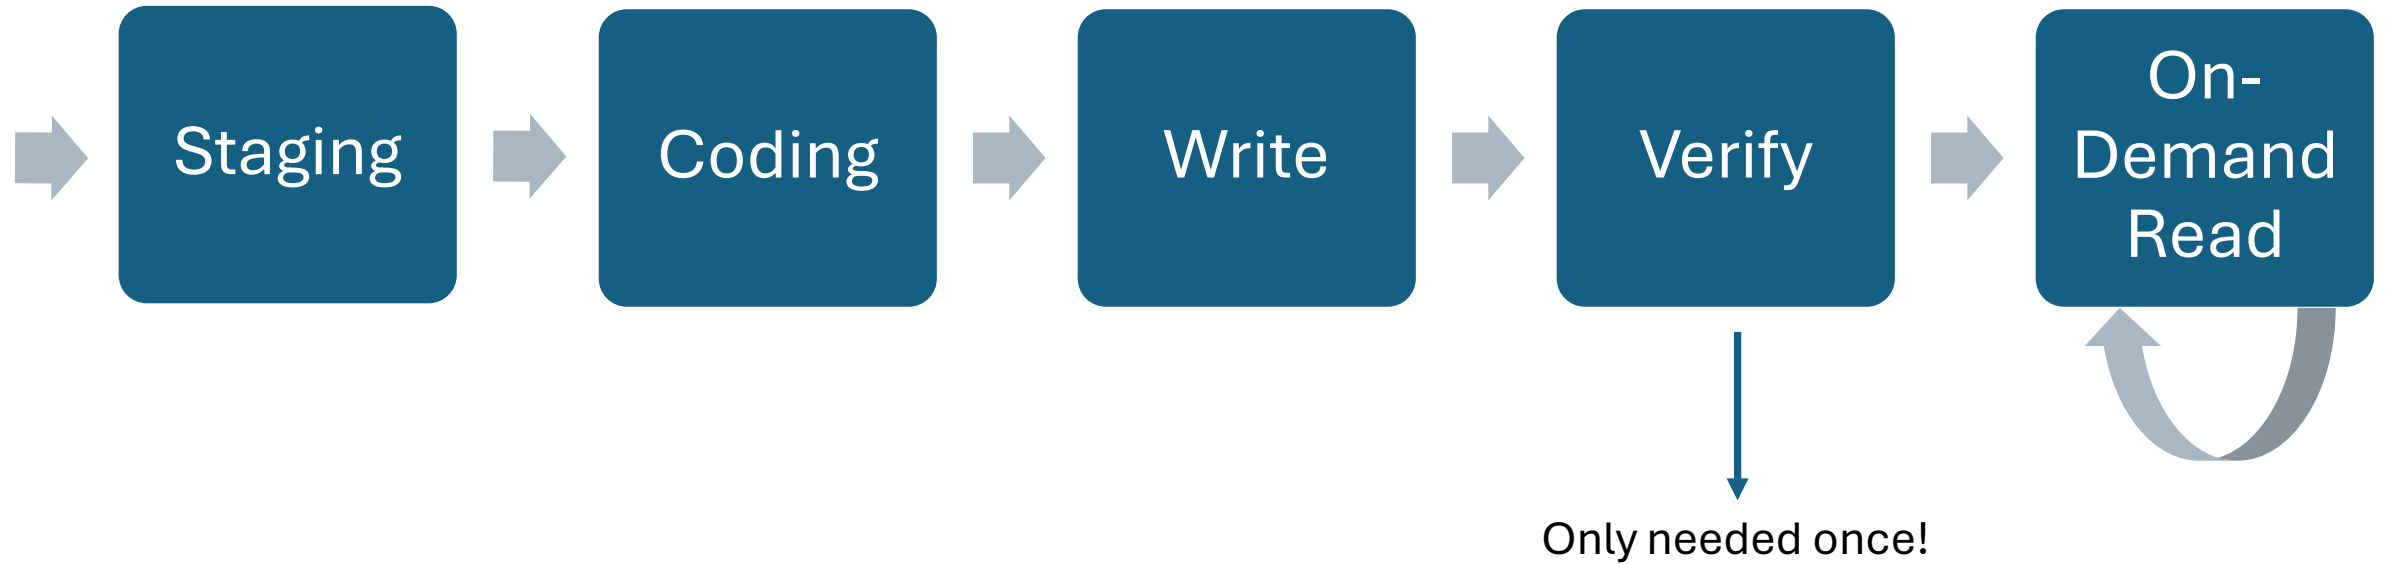 Staging
Coding
Write
Verify
On-
Demand
Read
Only needed once!